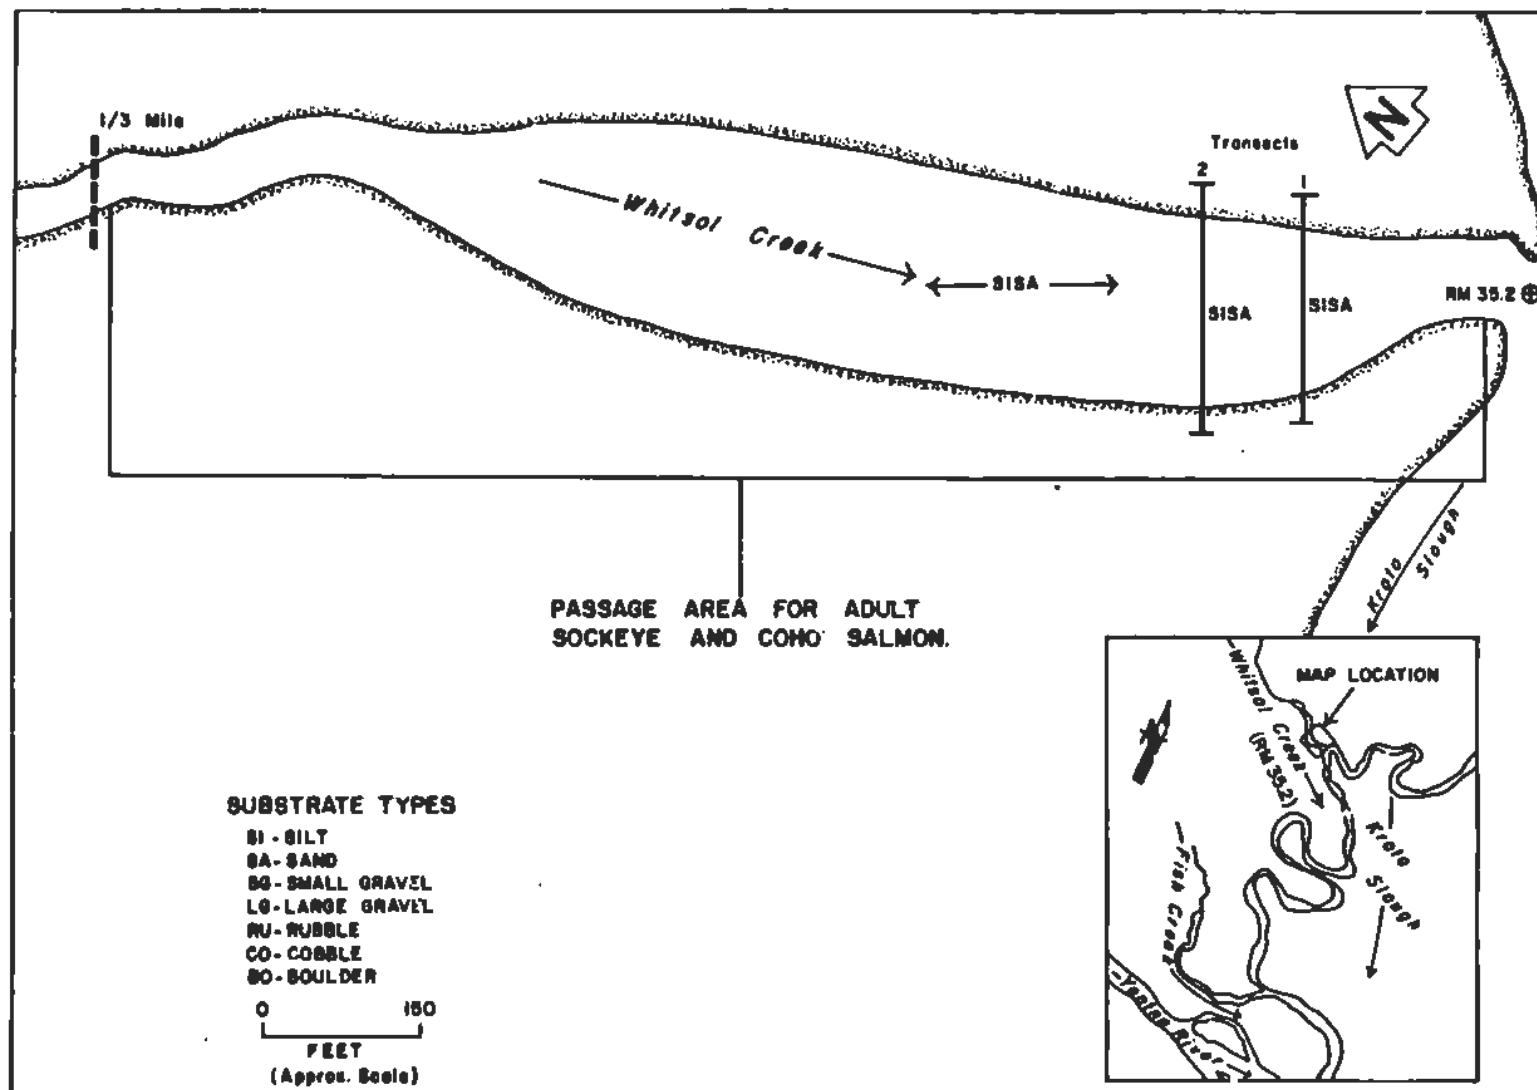 1/3 Mile
N
Transects
2
1
Whitsol Creek
SISA
SISA
SISA
RM 35.2
Kroto
Slough
PASSAGE AREA FOR ADULT
SOCKEYE AND COHO SALMON.
MAP LOCATION
Whitsol Creek
(RM 35.2)
Kroto
Slough
Fish Creek
River
SUBSTRATE TYPES
SI - SILT
SA - SAND
SG - SMALL GRAVEL
LG - LARGE GRAVEL
RU - RUBBLE
CO - COBBLE
BO - BOULDER
0 150
FEET
(Approx. Scale)